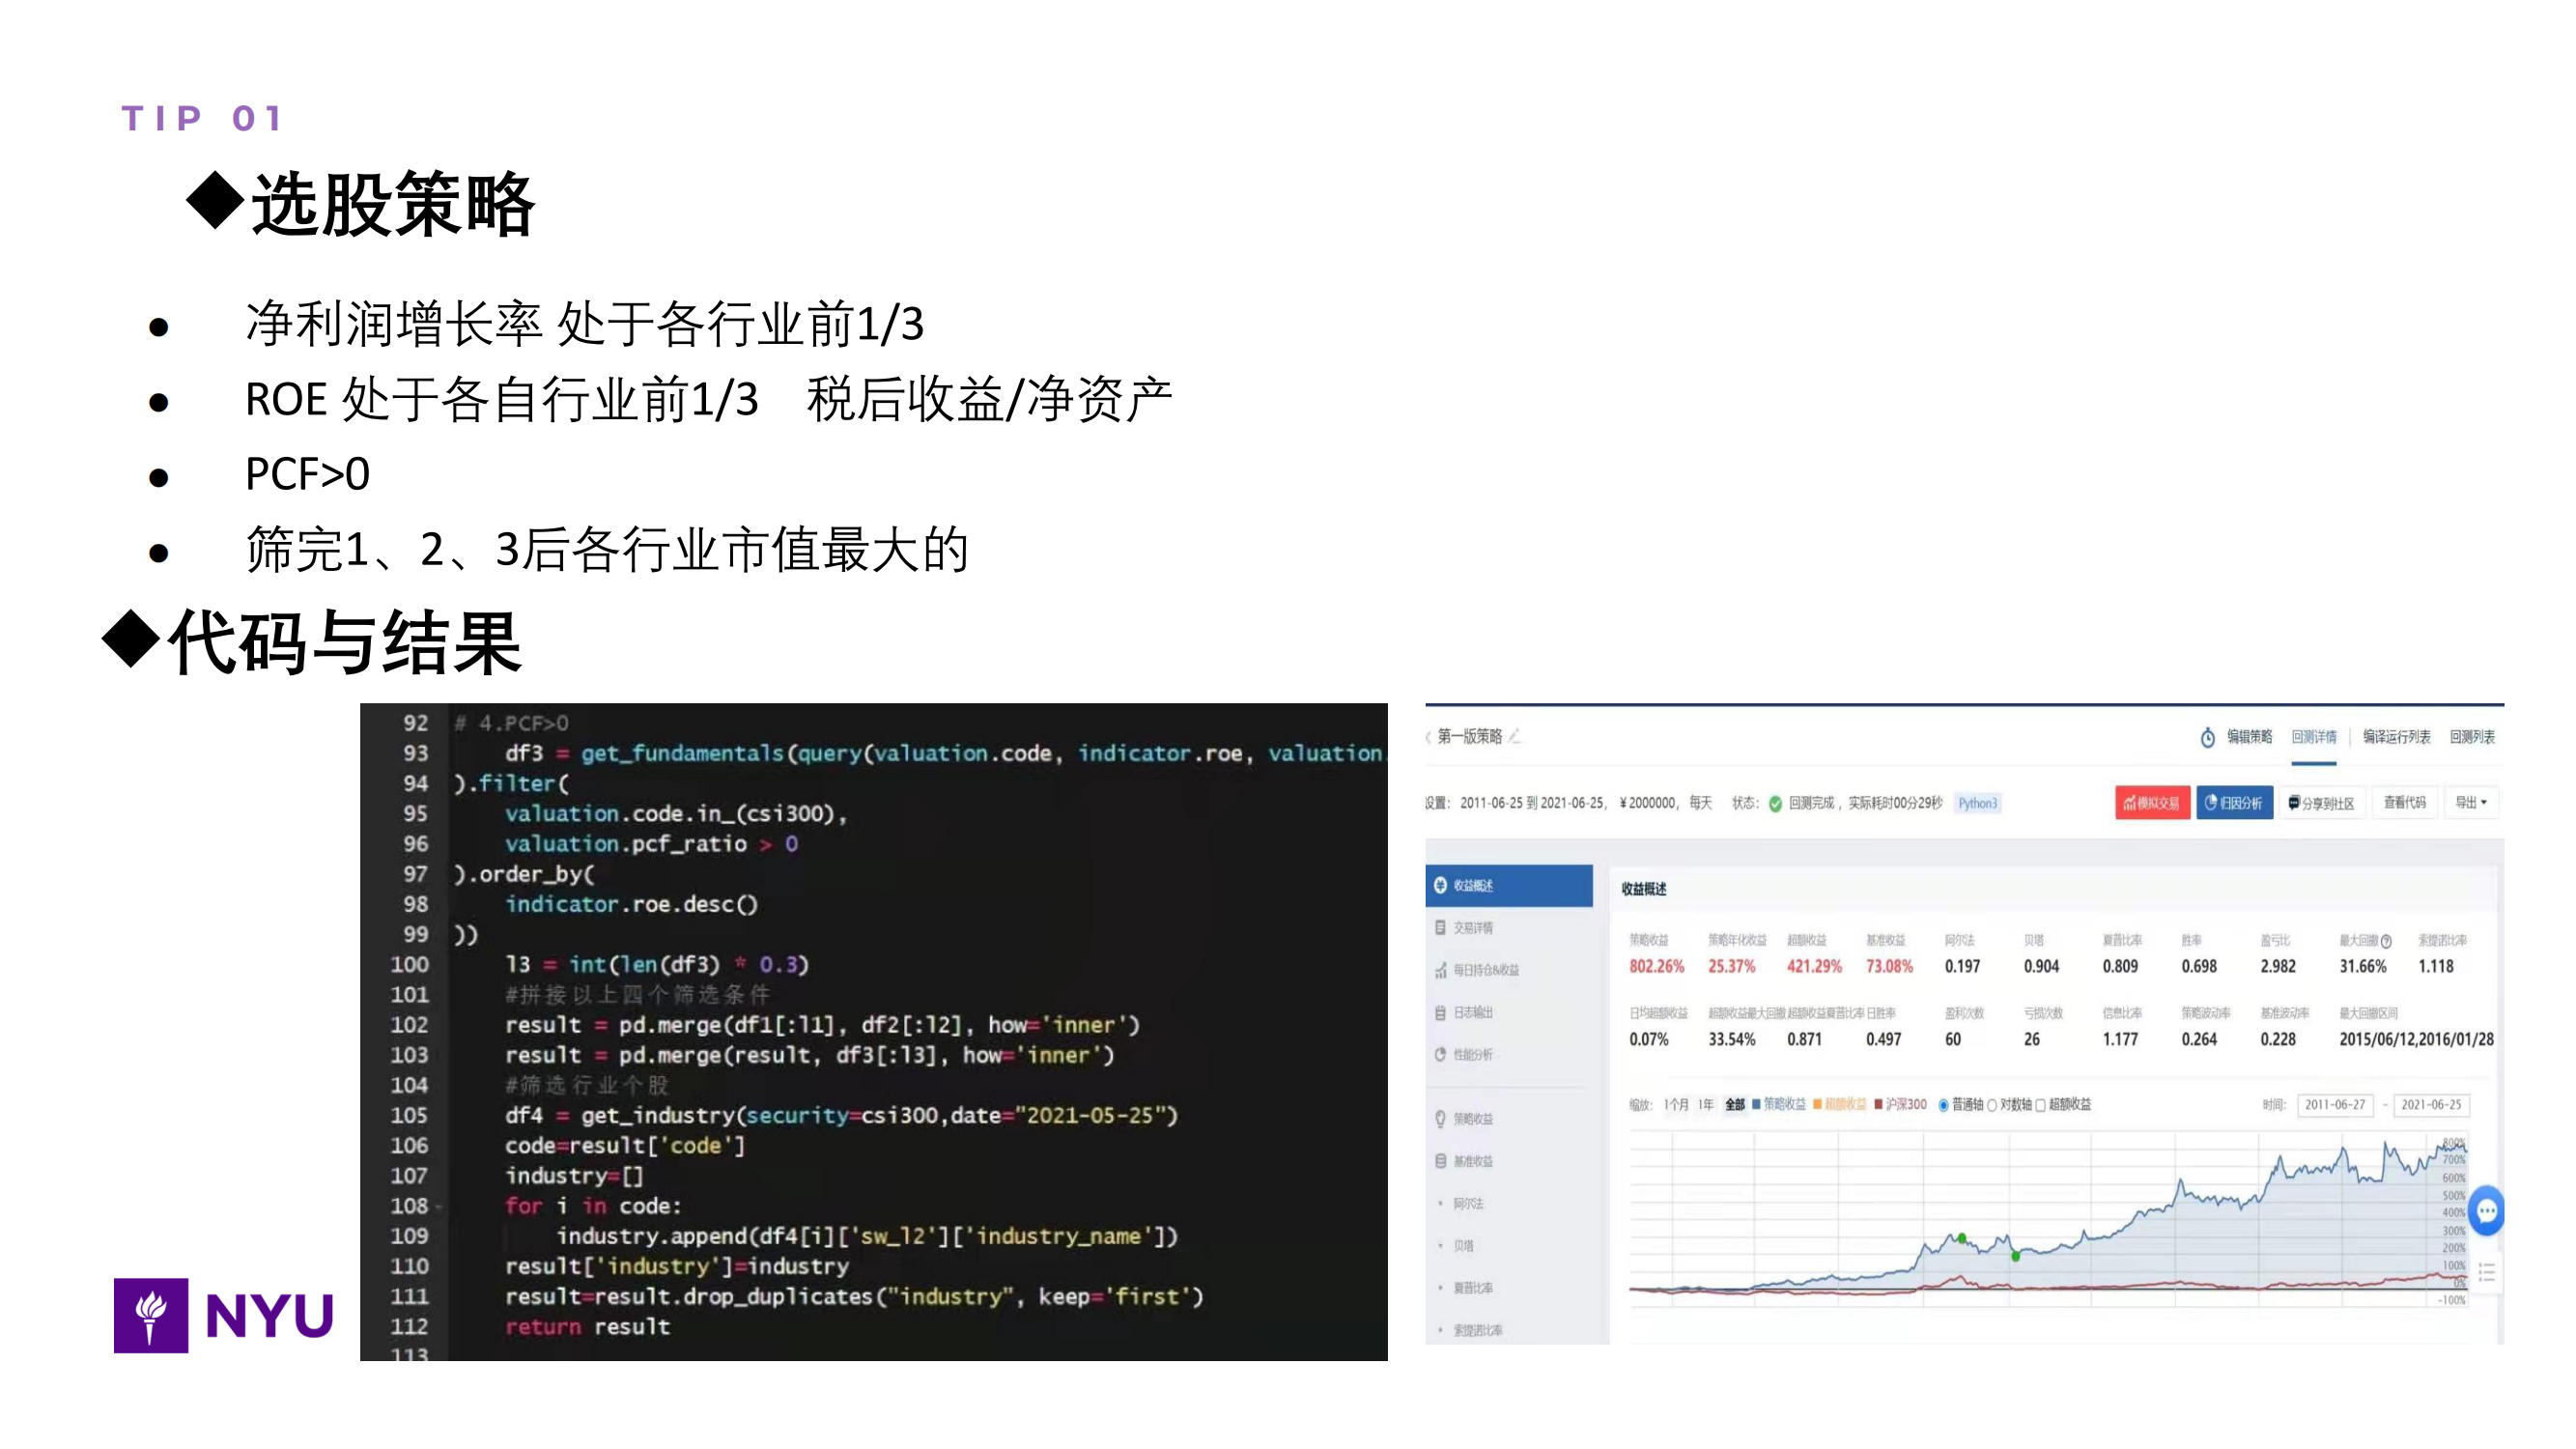 TIP 01
◆选股策略
● 净利润增长率 处于各行业前1/3
● ROE 处于各自行业前1/3 税后收益/净资产
● PCF>0
● 筛完1、2、3后各行业市值最大的
◆代码与结果
92 # 4.PCF>0
93 df3 = get_fundamentals(query(valuation.code, indicator.roe, valuation.
94 ).filter(
95 valuation.code.in_(csi300),
96 valuation.pcf_ratio > 0
97 ).order_by(
98 indicator.roe.desc()
99 ))
100 l3 = int(len(df3) * 0.3)
101 #拼接以上四个筛选条件
102 result = pd.merge(df1[:l1], df2[:l2], how='inner')
103 result = pd.merge(result, df3[:l3], how='inner')
104 #筛选行业个股
105 df4 = get_industry(security=csi300,date="2021-05-25")
106 code=result['code']
107 industry=[]
108 for i in code:
109 industry.append(df4[i]['sw_l2']['industry_name'])
110 result['industry']=industry
111 result=result.drop_duplicates("industry", keep='first')
112 return result
113
NYU
第一版策略
编辑策略 回测详情 编译运行列表 回测列表
设置: 2011-06-25 到 2021-06-25, ￥2000000, 每天 状态: 回测完成, 实际耗时00分29秒 Python3
模拟交易 归因分析 分享到社区 查看代码 导出
收益概述
交易详情
每日持仓&收益
日志输出
性能分析
策略收益
基准收益
阿尔法
贝塔
夏普比率
索提诺比率
收益概述
策略收益 策略年化收益 超额收益 基准收益 阿尔法 贝塔 夏普比率 胜率 盈亏比 最大回撤 索提诺比率
802.26% 25.37% 421.29% 73.08% 0.197 0.904 0.809 0.698 2.982 31.66% 1.118
日均超额收益 超额收益最大回撤 超额收益夏普比率 日胜率 盈利次数 亏损次数 信息比率 策略波动率 基准波动率 最大回撤区间
0.07% 33.54% 0.871 0.497 60 26 1.177 0.264 0.228 2015/06/12,2016/01/28
缩放: 1个月 1年 全部 策略收益 超额收益 沪深300 普通轴 对数轴 超额收益 时间: 2011-06-27 - 2021-06-25
800%
700%
600%
500%
400%
300%
200%
100%
0%
-100%